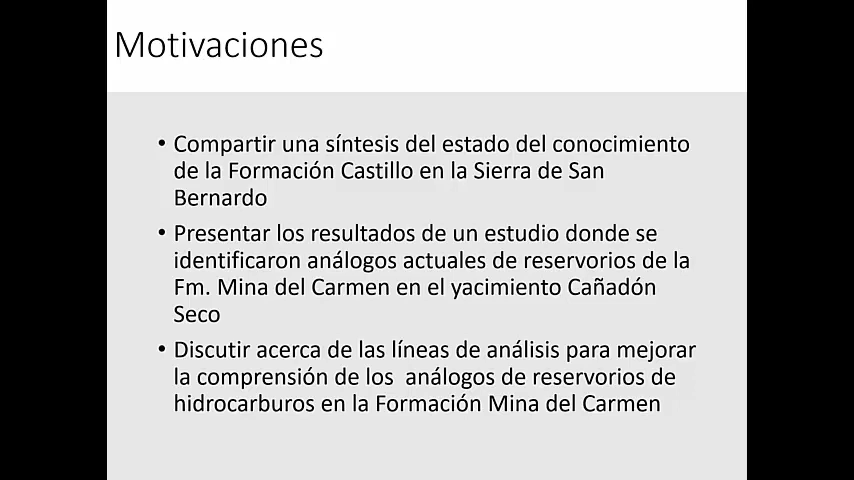 Motivaciones
• Compartir una síntesis del estado del conocimiento
de la Formación Castillo en la Sierra de San
Bernardo
• Presentar los resultados de un estudio donde se
identificaron análogos actuales de reservorios de la
Fm. Mina del Carmen en el yacimiento Cañadón
Seco
• Discutir acerca de las líneas de análisis para mejorar
la comprensión de los  análogos de reservorios de
hidrocarburos en la Formación Mina del Carmen